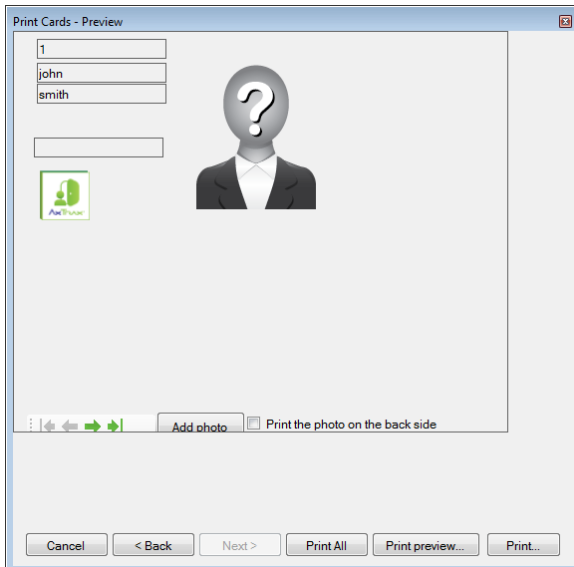 Print Cards - Preview
1
john
smith
?
AxTrax
Add photo
Print the photo on the back side
Cancel
< Back
Next >
Print All
Print preview...
Print...